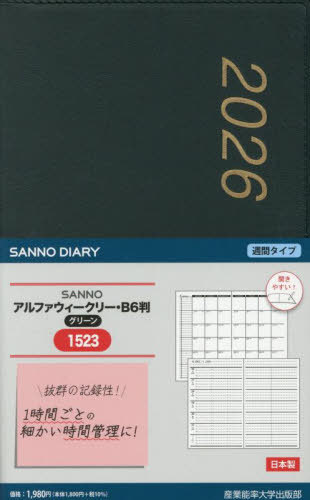 2026
SANNO DIARY
週間タイプ
SANNO
アルファウィークリー・B6判
グリーン
1523
開き
やすい!
抜群の記録性!
1時間ごとの
細かい時間管理に!
日本製
価格:1,980円(本体1,800円+税10%)
産業能率大学出版部